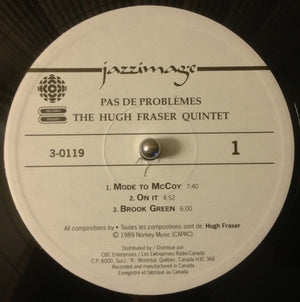 jazzimage
PAS DE PROBLÈMES
THE HUGH FRASER QUINTET
3-0119
1
1. MODE TO MCCOY 7:40
2. ON IT 4:52
3. BROOK GREEN 6:00
All compositions by • Toutes les compositions sont de: Hugh Fraser
© 1989 Norkey Music (CAPAC)
Distributed by / Distribué par
CBC Enterprises / Les Entreprises Radio-Canada
C.P. 6000, Succ. "A", Montréal, Québec, Canada H3C 3A8
Recorded and manufactured in Canada
Enregistré et fabriqué au Canada